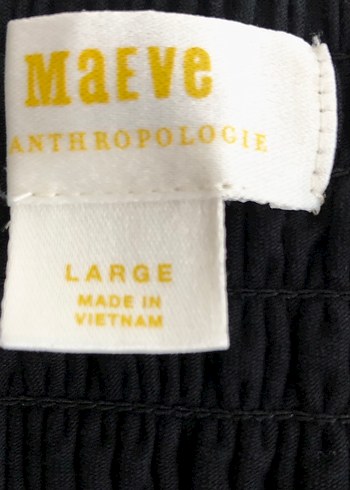 MaEve
ANTHROPOLOGIE
LARGE
MADE IN
VIETNAM